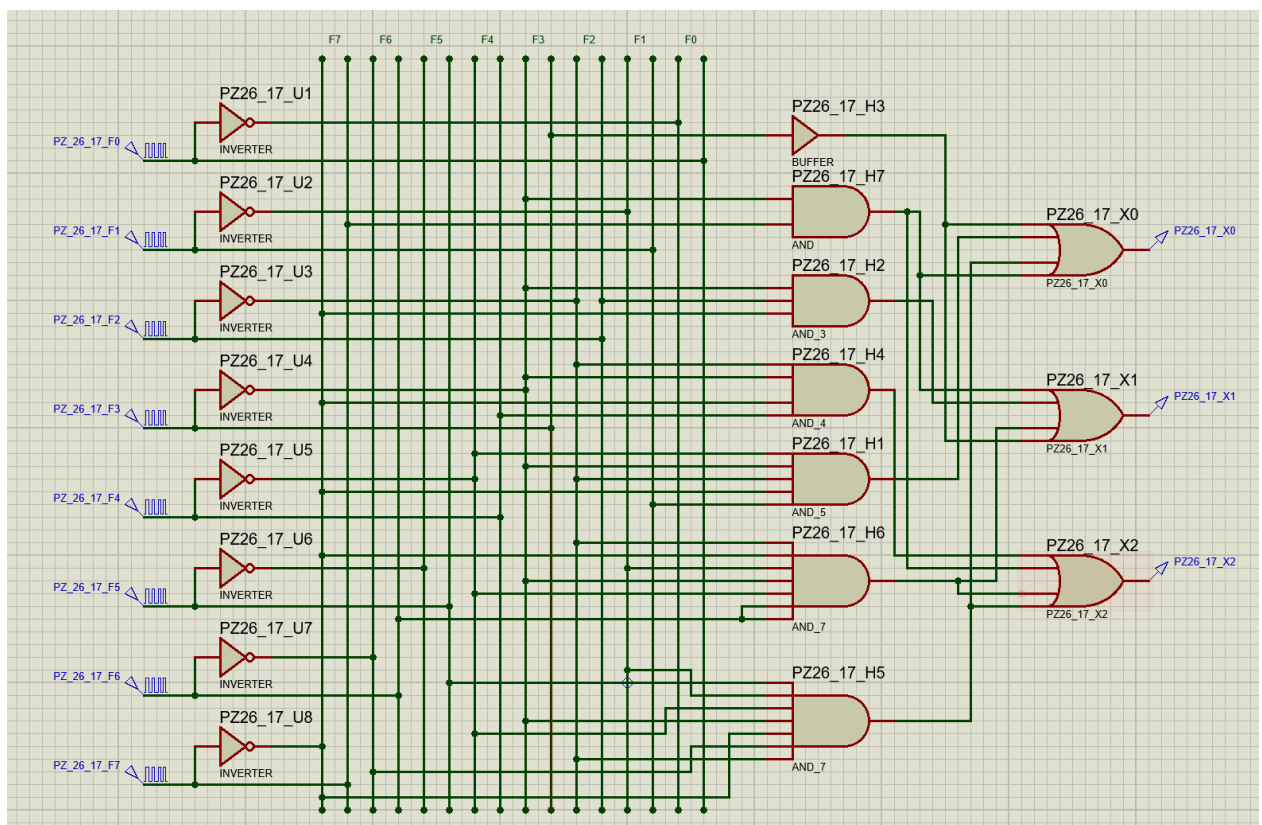 F7 F6 F5 F4 F3 F2 F1 F0
PZ26_17_U1
PZ_26_17_F0
INVERTER
PZ26_17_U2
PZ_26_17_F1
INVERTER
PZ26_17_U3
PZ_26_17_F2
INVERTER
PZ26_17_U4
PZ_26_17_F3
INVERTER
PZ26_17_U5
PZ_26_17_F4
INVERTER
PZ26_17_U6
PZ_26_17_F5
INVERTER
PZ26_17_U7
PZ_26_17_F6
INVERTER
PZ26_17_U8
PZ_26_17_F7
INVERTER
PZ26_17_H3
BUFFER
PZ26_17_H7
AND
PZ26_17_H2
AND_3
PZ26_17_H4
AND_4
PZ26_17_H1
AND_5
PZ26_17_H6
AND_7
PZ26_17_H5
AND_7
PZ26_17_X0
PZ26_17_X0
PZ26_17_X0
PZ26_17_X1
PZ26_17_X1
PZ26_17_X1
PZ26_17_X2
PZ26_17_X2
PZ26_17_X2